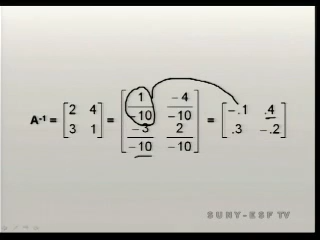 A-1 = [2 4; 3 1] = [1/-10 -4/-10; -3/-10 2/-10] = [-.1 .4; .3 -.2]
SUNY-ESF TV